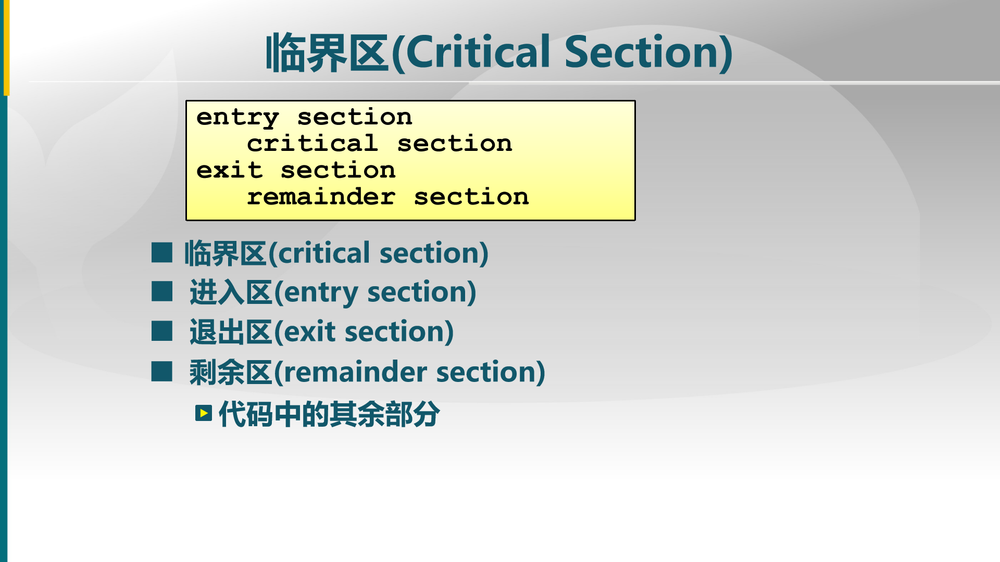 临界区(Critical Section)
entry section
critical section
exit section
remainder section
临界区(critical section)
进入区(entry section)
退出区(exit section)
剩余区(remainder section)
代码中的其余部分